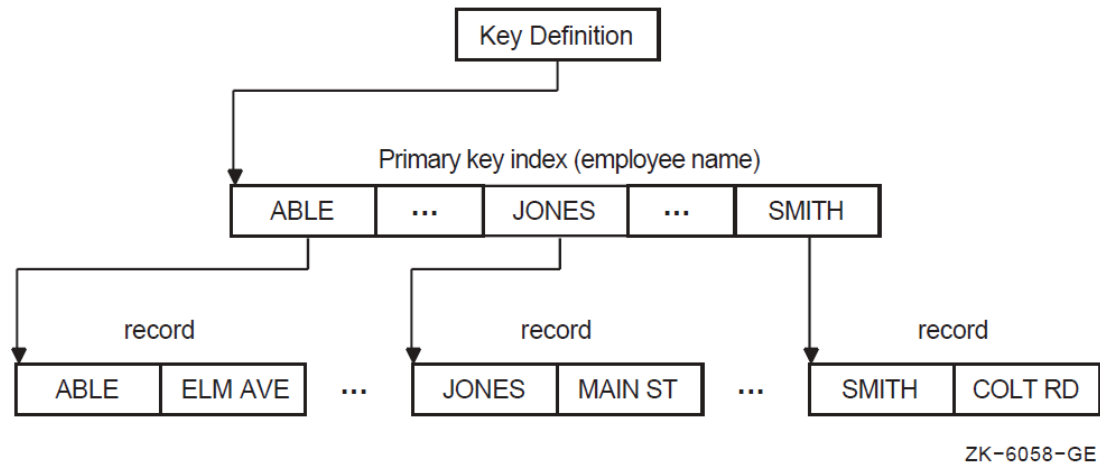 Key Definition
Primary key index (employee name)
ABLE ... JONES ... SMITH
record record record
ABLE ELM AVE ... JONES MAIN ST ... SMITH COLT RD
ZK-6058-GE